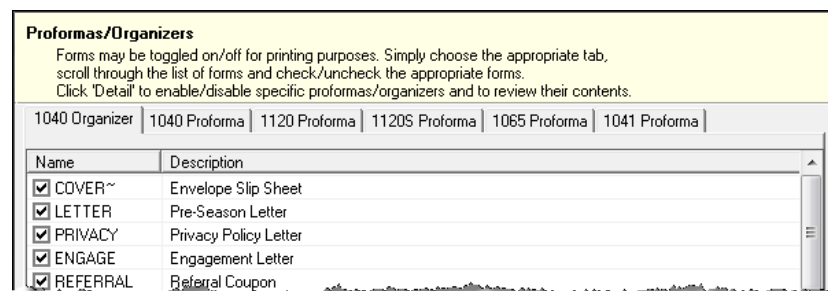 Proformas/Organizers
Forms may be toggled on/off for printing purposes. Simply choose the appropriate tab,
scroll through the list of forms and check/uncheck the appropriate forms.
Click 'Detail' to enable/disable specific proformas/organizers and to review their contents.
1040 Organizer 1040 Proforma 1120 Proforma 1120S Proforma 1065 Proforma 1041 Proforma
Name Description
COVER~ Envelope Slip Sheet
LETTER Pre-Season Letter
PRIVACY Privacy Policy Letter
ENGAGE Engagement Letter
REFERRAL Referral Coupon